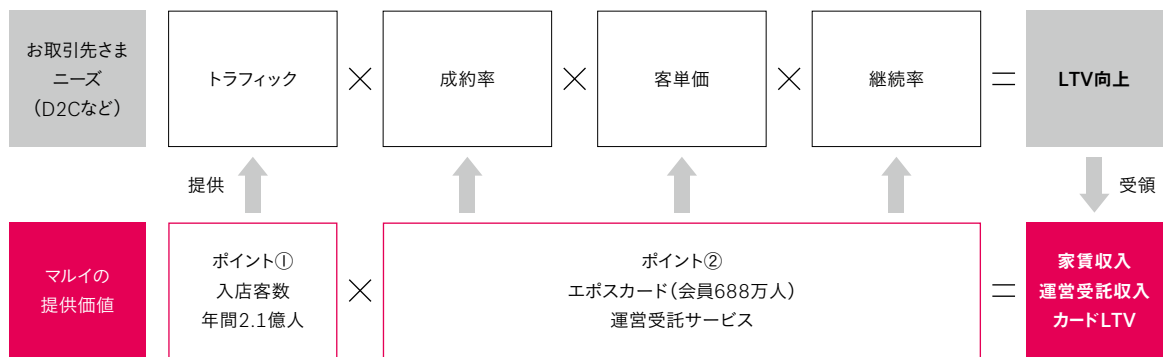 お取引先さま
ニーズ
（D2Cなど）
トラフィック
×
成約率
×
客単価
×
継続率
＝
LTV向上
提供
受領
マルイの
提供価値
ポイント①
入店客数
年間2.1億人
×
ポイント②
エポスカード（会員688万人）
運営受託サービス
＝
家賃収入
運営受託収入
カードLTV